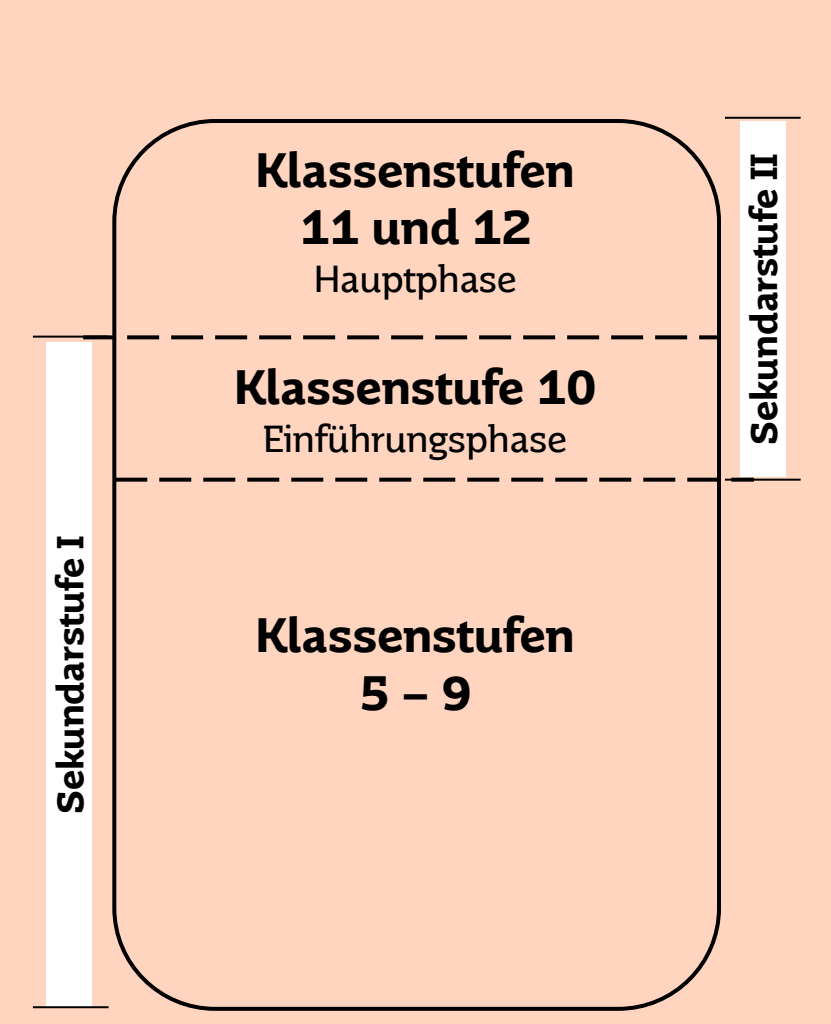 Klassenstufen
11 und 12
Hauptphase
Klassenstufe 10
Einführungsphase
Klassenstufen
5 – 9
Sekundarstufe I
Sekundarstufe II